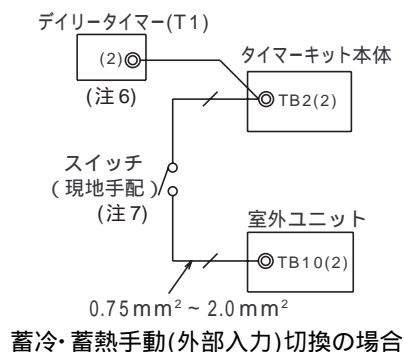 デイリータイマー(T1)
タイマーキット本体
(2)
(注6)
TB2(2)
スイッチ
(現地手配)
(注7)
室外ユニット
TB10(2)
0.75mm² ~ 2.0mm²
蓄冷・蓄熱手動(外部入力)切換の場合